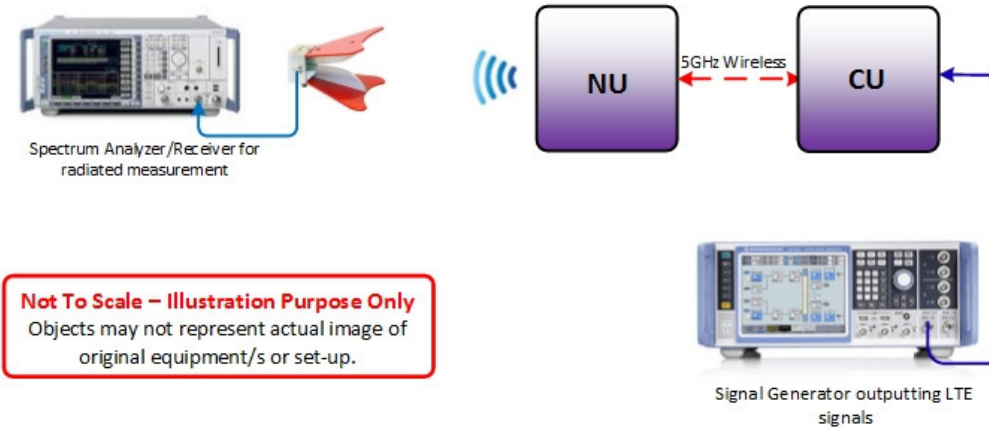 5GHz Wireless
NU
CU
Spectrum Analyzer/Receiver for
radiated measurement
Not To Scale – Illustration Purpose Only
Objects may not represent actual image of
original equipment/s or set-up.
Signal Generator outputting LTE
signals